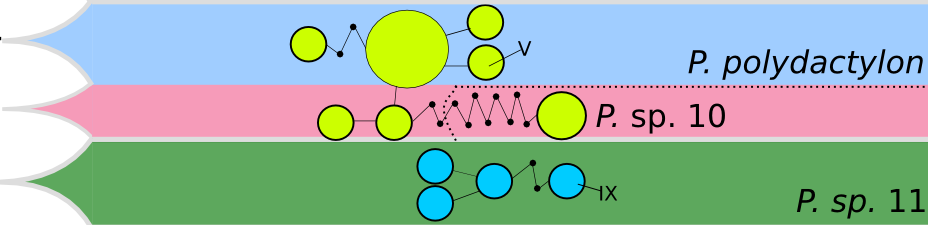 V
P. polydactylon
P. sp. 10
IX
P. sp. 11